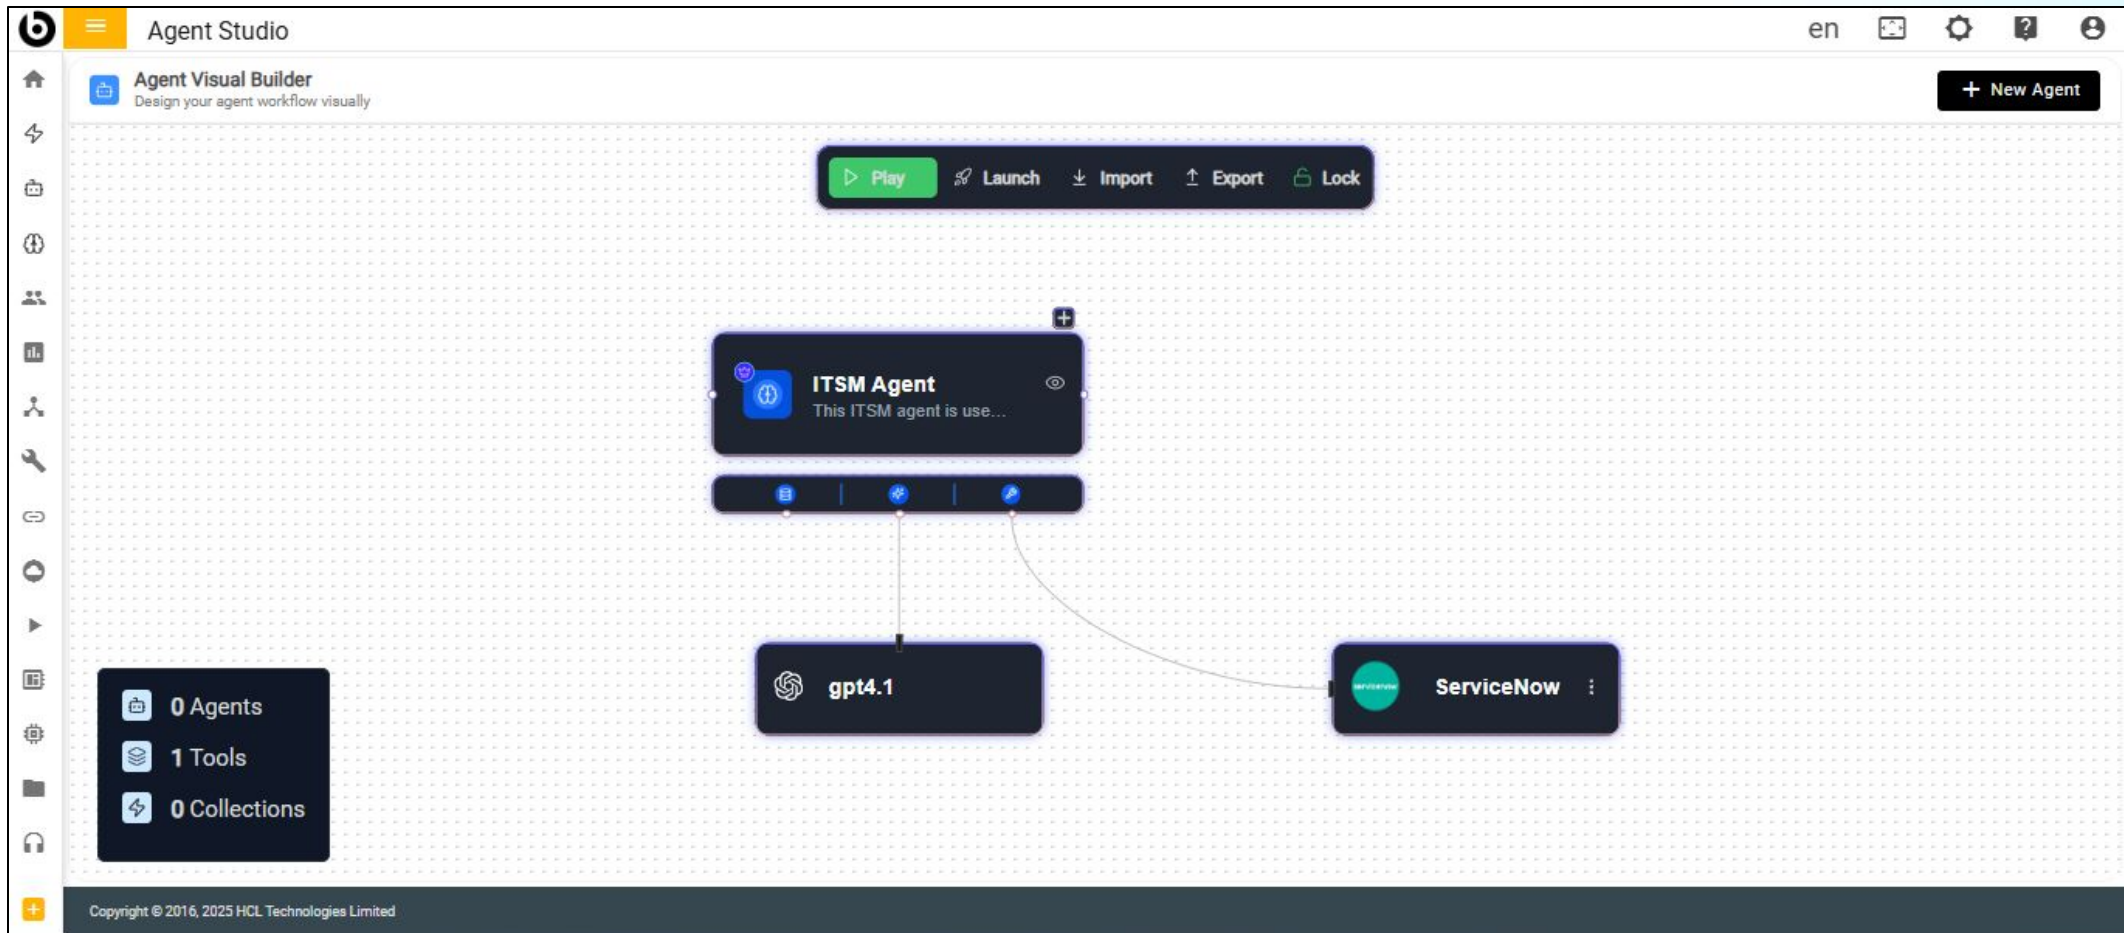 Agent Studio
en
Agent Visual Builder
Design your agent workflow visually
+ New Agent
Play Launch Import Export Lock
ITSM Agent
This ITSM agent is use...
gpt4.1
servicenow
ServiceNow
0 Agents
1 Tools
0 Collections
Copyright © 2016, 2025 HCL Technologies Limited